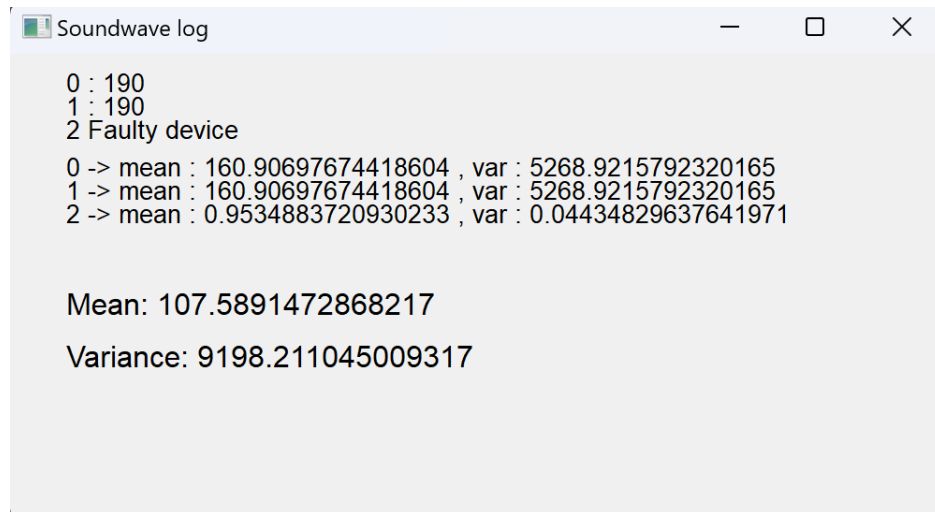 Soundwave log
0 : 190
1 : 190
2 Faulty device
0 -> mean : 160.90697674418604 , var : 5268.9215792320165
1 -> mean : 160.90697674418604 , var : 5268.9215792320165
2 -> mean : 0.9534883720930233 , var : 0.04434829637641971
Mean: 107.5891472868217
Variance: 9198.211045009317